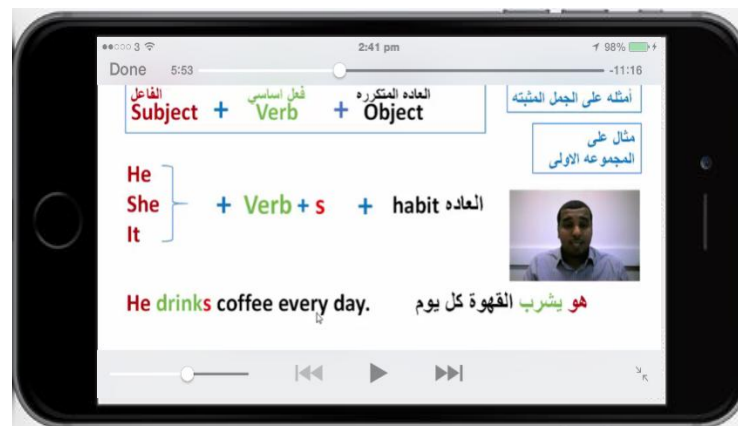 3 2:41 pm 98%
Done 5:53 -11:16
الفاعل فعل اساسي العاده المتكرره
Subject + Verb + Object
أمثله على الجمل المثبته
مثال على
المجموعه الاولى
He
She + Verb + s + habit العاده
It
He drinks coffee every day. هو يشرب القهوة كل يوم